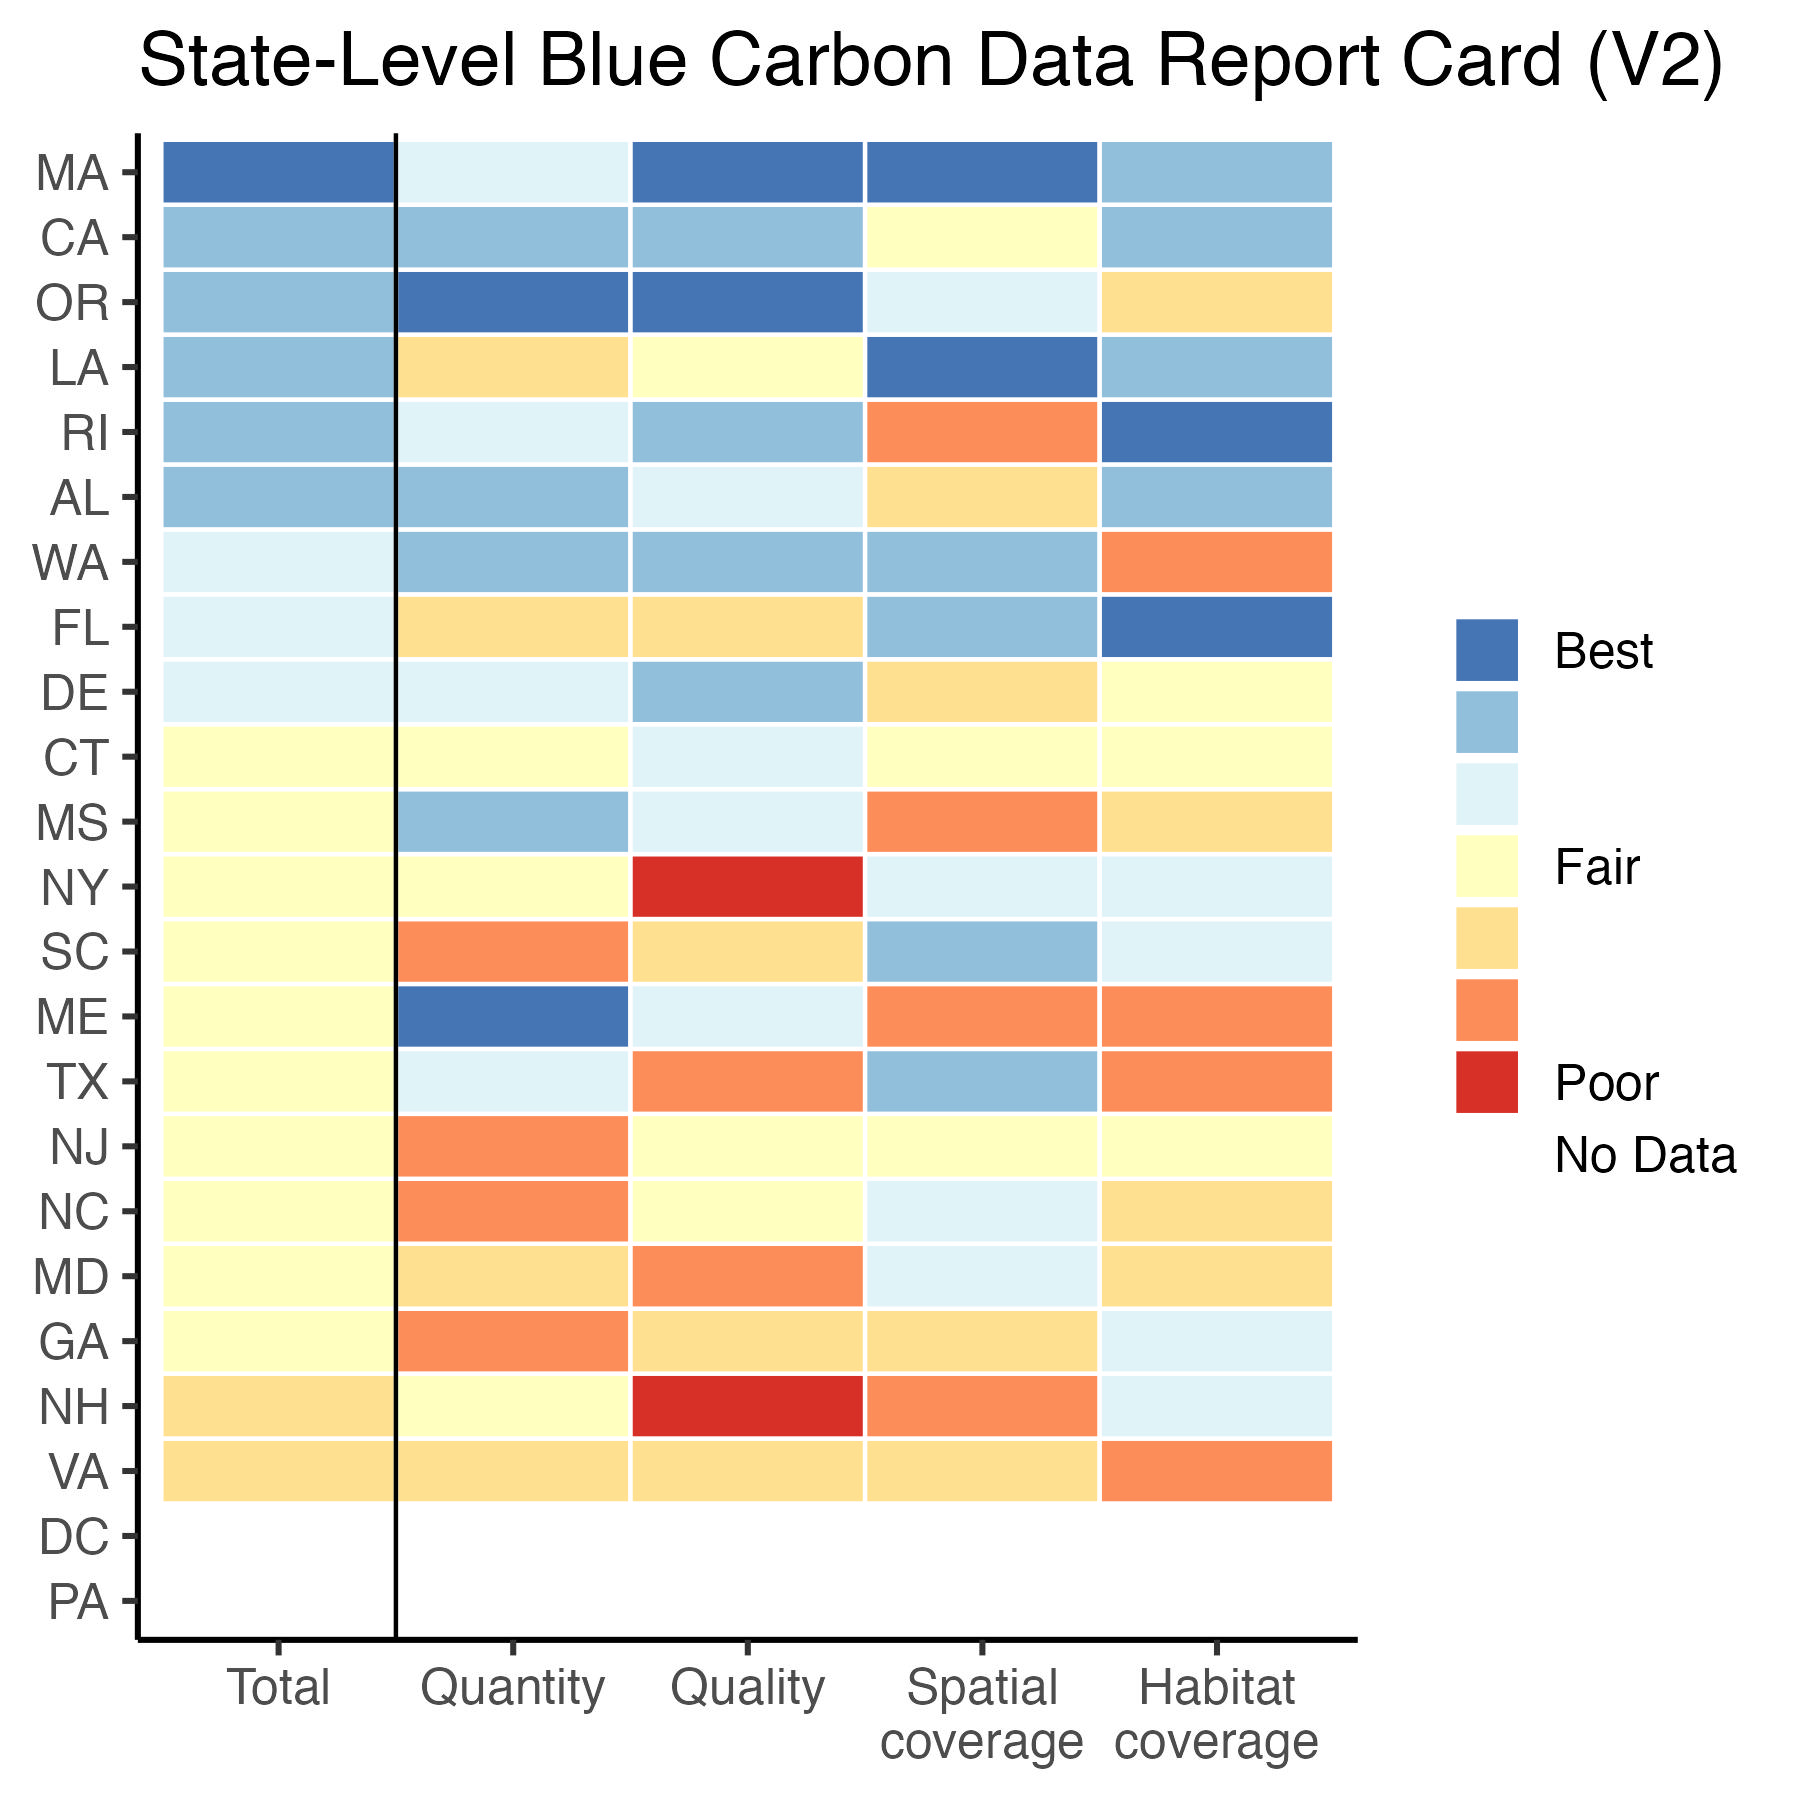 State-Level Blue Carbon Data Report Card (V2)
MA
CA
OR
LA
RI
AL
WA
FL
DE
CT
MS
NY
SC
ME
TX
NJ
NC
MD
GA
NH
VA
DC
PA
Total Quantity Quality Spatial Habitat
coverage coverage
Best
Fair
Poor
No Data